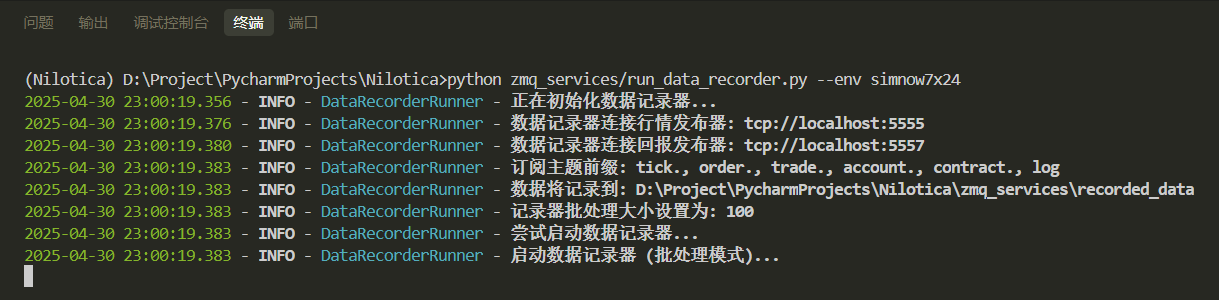 问题 输出 调试控制台 终端 端口
(Nilotica) D:\Project\PycharmProjects\Nilotica>python zmq_services/run_data_recorder.py --env simnow7x24
2025-04-30 23:00:19.356 - INFO - DataRecorderRunner - 正在初始化数据记录器...
2025-04-30 23:00:19.376 - INFO - DataRecorderRunner - 数据记录器连接行情发布器: tcp://localhost:5555
2025-04-30 23:00:19.380 - INFO - DataRecorderRunner - 数据记录器连接回报发布器: tcp://localhost:5557
2025-04-30 23:00:19.383 - INFO - DataRecorderRunner - 订阅主题前缀: tick., order., trade., account., contract., log
2025-04-30 23:00:19.383 - INFO - DataRecorderRunner - 数据将记录到: D:\Project\PycharmProjects\Nilotica\zmq_services\recorded_data
2025-04-30 23:00:19.383 - INFO - DataRecorderRunner - 记录器批处理大小设置为: 100
2025-04-30 23:00:19.383 - INFO - DataRecorderRunner - 尝试启动数据记录器...
2025-04-30 23:00:19.383 - INFO - DataRecorderRunner - 启动数据记录器 (批处理模式)...